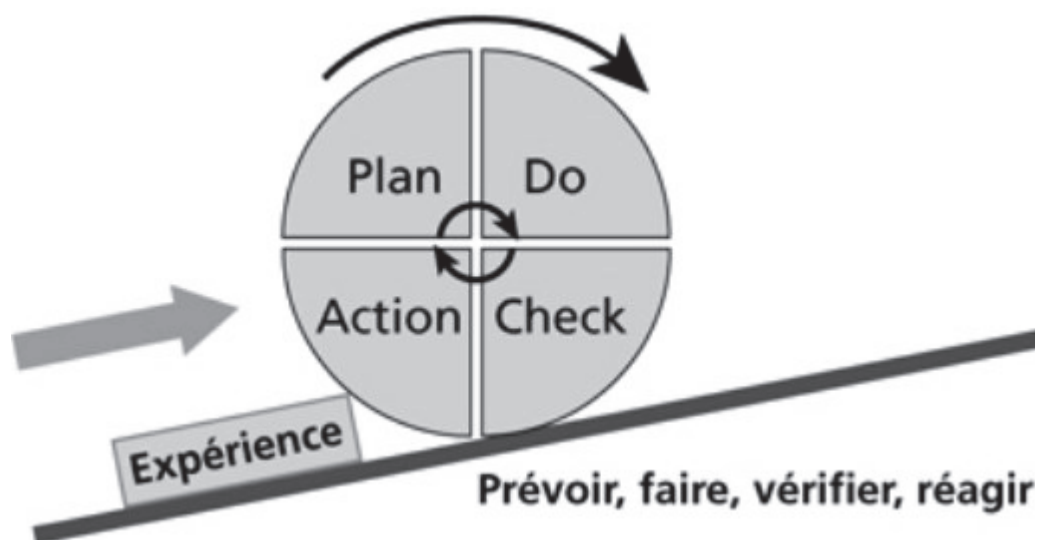 Plan
Do
Action
Check
Expérience
Prévoir, faire, vérifier, réagir